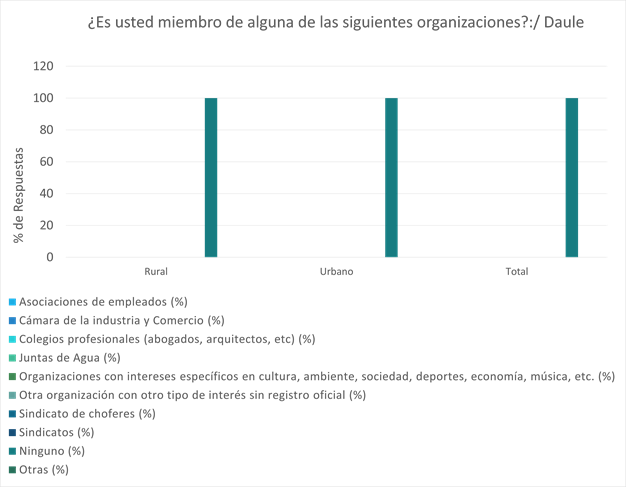 ¿Es usted miembro de alguna de las siguientes organizaciones?:/ Daule
120
100
80
60
40
20
0
% de Respuestas
Rural
Urbano
Total
Asociaciones de empleados (%)
Cámara de la industria y Comercio (%)
Colegios profesionales (abogados, arquitectos, etc) (%)
Juntas de Agua (%)
Organizaciones con intereses específicos en cultura, ambiente, sociedad, deportes, economía, música, etc. (%)
Otra organización con otro tipo de interés sin registro oficial (%)
Sindicato de choferes (%)
Sindicatos (%)
Ninguno (%)
Otras (%)